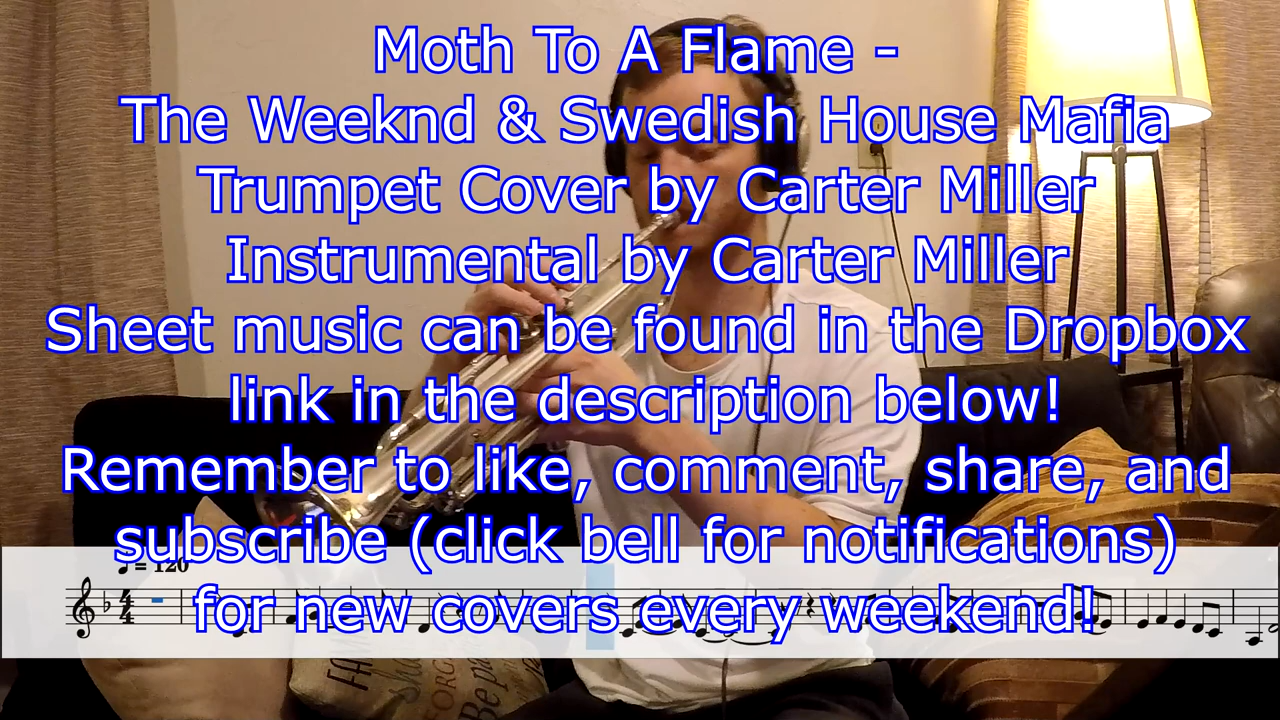 Moth To A Flame -
The Weeknd & Swedish House Mafia
Trumpet Cover by Carter Miller
Instrumental by Carter Miller
Sheet music can be found in the Dropbox
link in the description below!
Remember to like, comment, share, and
subscribe (click bell for notifications)
= 120
for new covers every weekend!